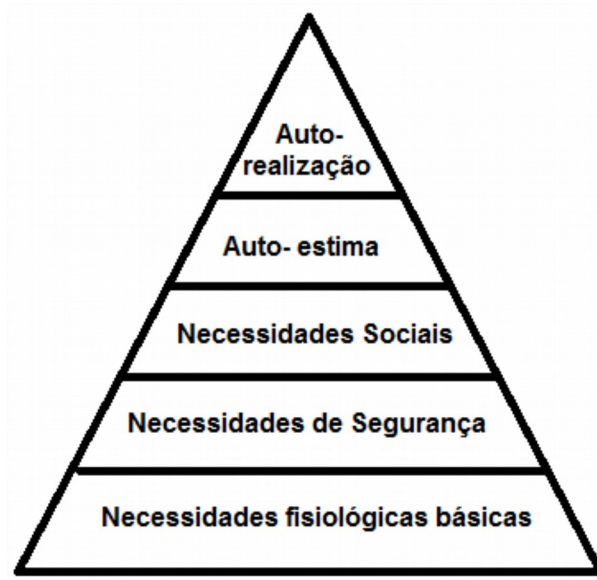 Auto-
realização
Auto- estima
Necessidades Sociais
Necessidades de Segurança
Necessidades fisiológicas básicas